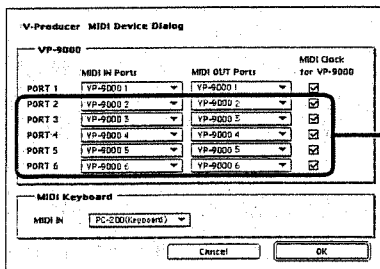 V-Producer MIDI Device Dialog
VP-9000
MIDI IN Ports MIDI OUT Ports MIDI Clock for VP-9000
PORT 1 VP-9000 1 VP-9000 1
PORT 2 VP-9000 2 VP-9000 2
PORT 3 VP-9000 3 VP-9000 3
PORT 4 VP-9000 4 VP-9000 4
PORT 5 VP-9000 5 VP-9000 5
PORT 6 VP-9000 6 VP-9000 6
MIDI Keyboard
MIDI IN PC-200(Keyboard)
Cancel OK